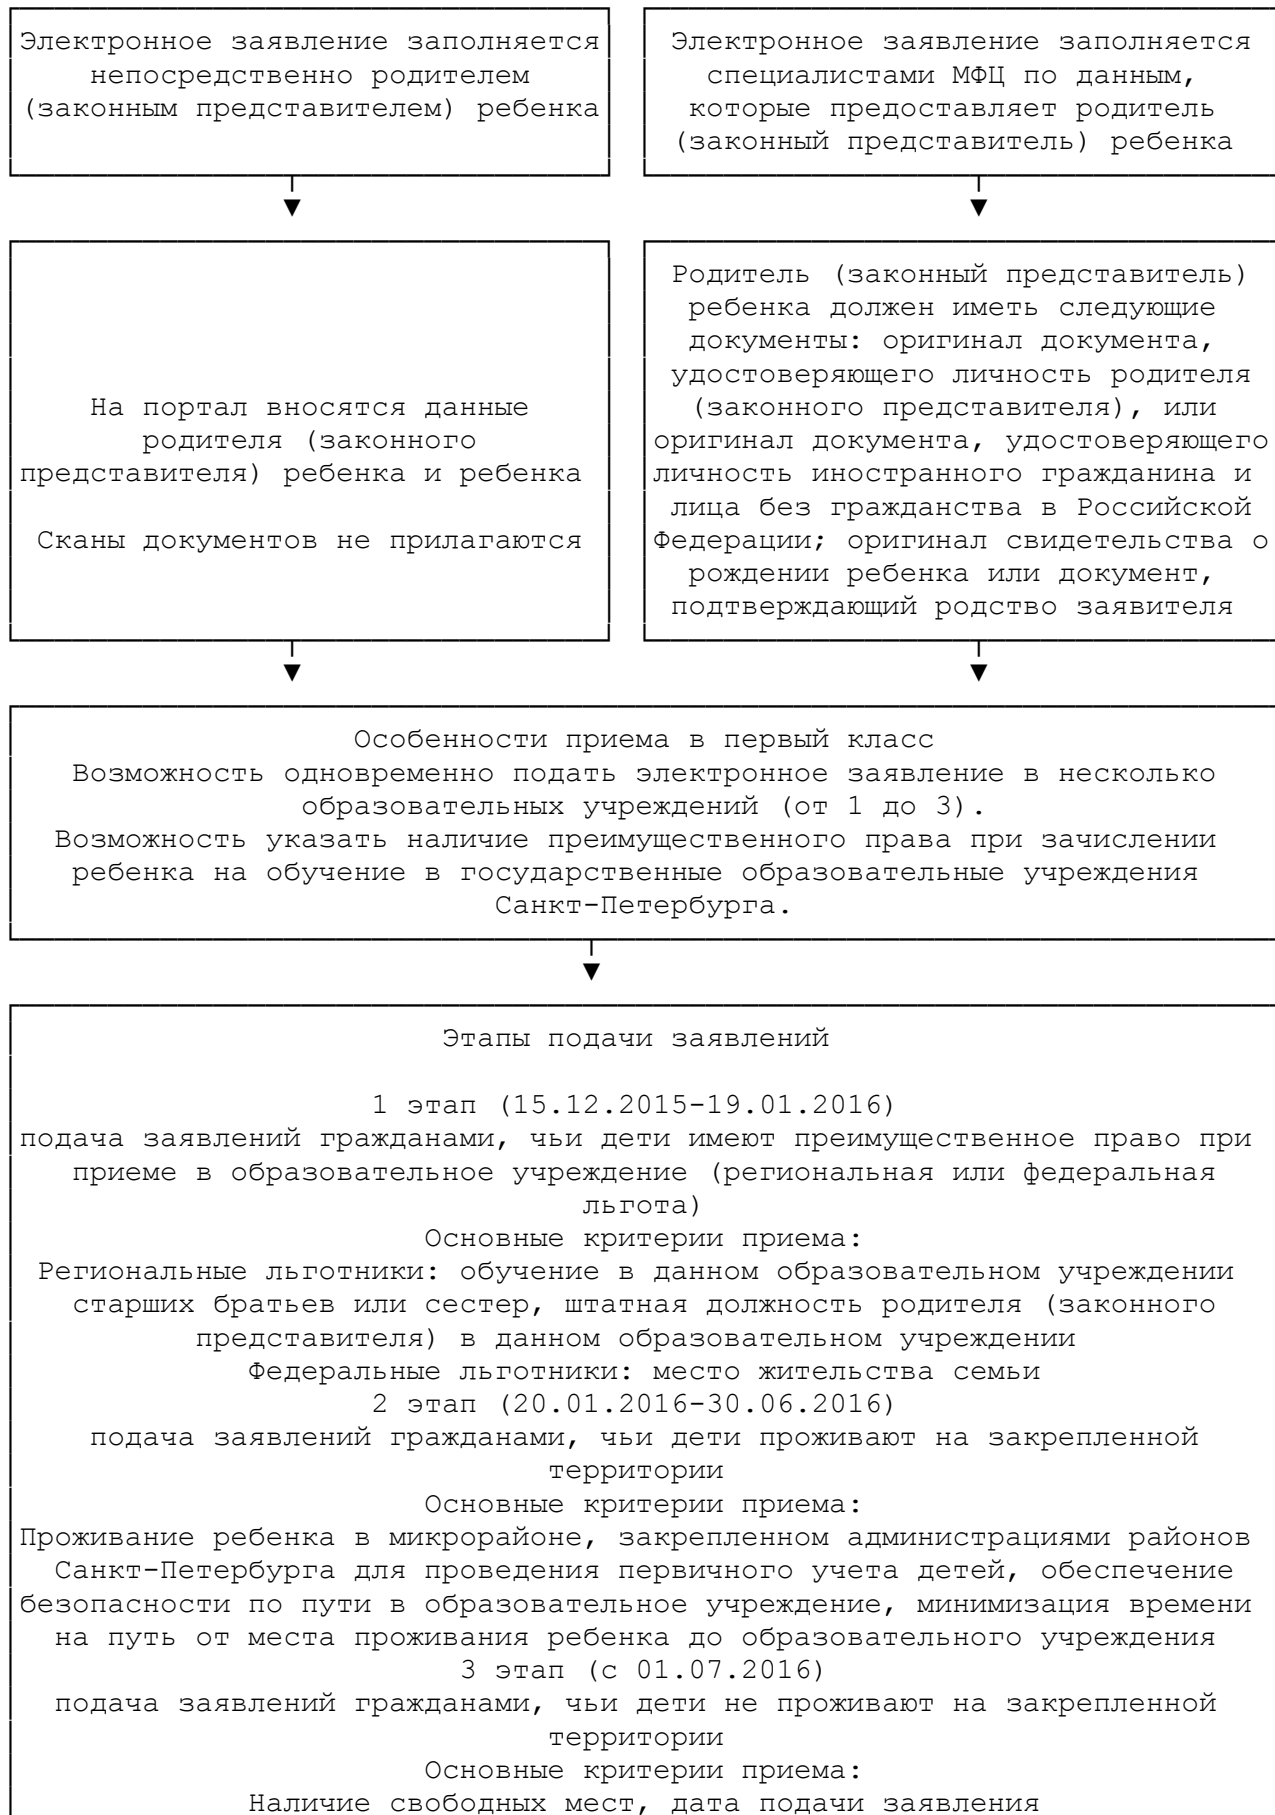 Электронное заявление заполняется
непосредственно родителем
(законным представителем) ребенка
Электронное заявление заполняется
специалистами МФЦ по данным,
которые предоставляет родитель
(законный представитель) ребенка
На портал вносятся данные
родителя (законного
представителя) ребенка и ребенка
Сканы документов не прилагаются
Родитель (законный представитель)
ребенка должен иметь следующие
документы: оригинал документа,
удостоверяющего личность родителя
(законного представителя), или
оригинал документа, удостоверяющего
личность иностранного гражданина и
лица без гражданства в Российской
Федерации; оригинал свидетельства о
рождении ребенка или документ,
подтверждающий родство заявителя
Особенности приема в первый класс
Возможность одновременно подать электронное заявление в несколько
образовательных учреждений (от 1 до 3).
Возможность указать наличие преимущественного права при зачислении
ребенка на обучение в государственные образовательные учреждения
Санкт-Петербурга.
Этапы подачи заявлений
1 этап (15.12.2015-19.01.2016)
подача заявлений гражданами, чьи дети имеют преимущественное право при
приеме в образовательное учреждение (региональная или федеральная
льгота)
Основные критерии приема:
Региональные льготники: обучение в данном образовательном учреждении
старших братьев или сестер, штатная должность родителя (законного
представителя) в данном образовательном учреждении
Федеральные льготники: место жительства семьи
2 этап (20.01.2016-30.06.2016)
подача заявлений гражданами, чьи дети проживают на закрепленной
территории
Основные критерии приема:
Проживание ребенка в микрорайоне, закрепленном администрациями районов
Санкт-Петербурга для проведения первичного учета детей, обеспечение
безопасности по пути в образовательное учреждение, минимизация времени
на путь от места проживания ребенка до образовательного учреждения
3 этап (с 01.07.2016)
подача заявлений гражданами, чьи дети не проживают на закрепленной
территории
Основные критерии приема:
Наличие свободных мест, дата подачи заявления